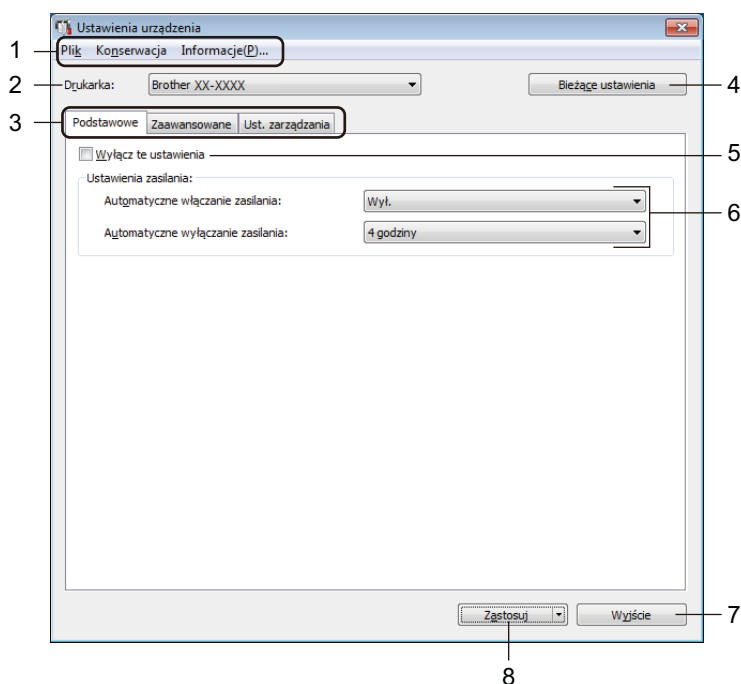 Ustawienia urządzenia
1 Plik Konserwacja Informacje(P)...
2 Drukarka: Brother XX-XXXX Bieżące ustawienia 4
3 Podstawowe Zaawansowane Ust. zarządzania
Wyłącz te ustawienia 5
Ustawienia zasilania:
Automatyczne włączanie zasilania: Wył.
6
Automatyczne wyłączanie zasilania: 4 godziny
Zastosuj Wyjście 7
8